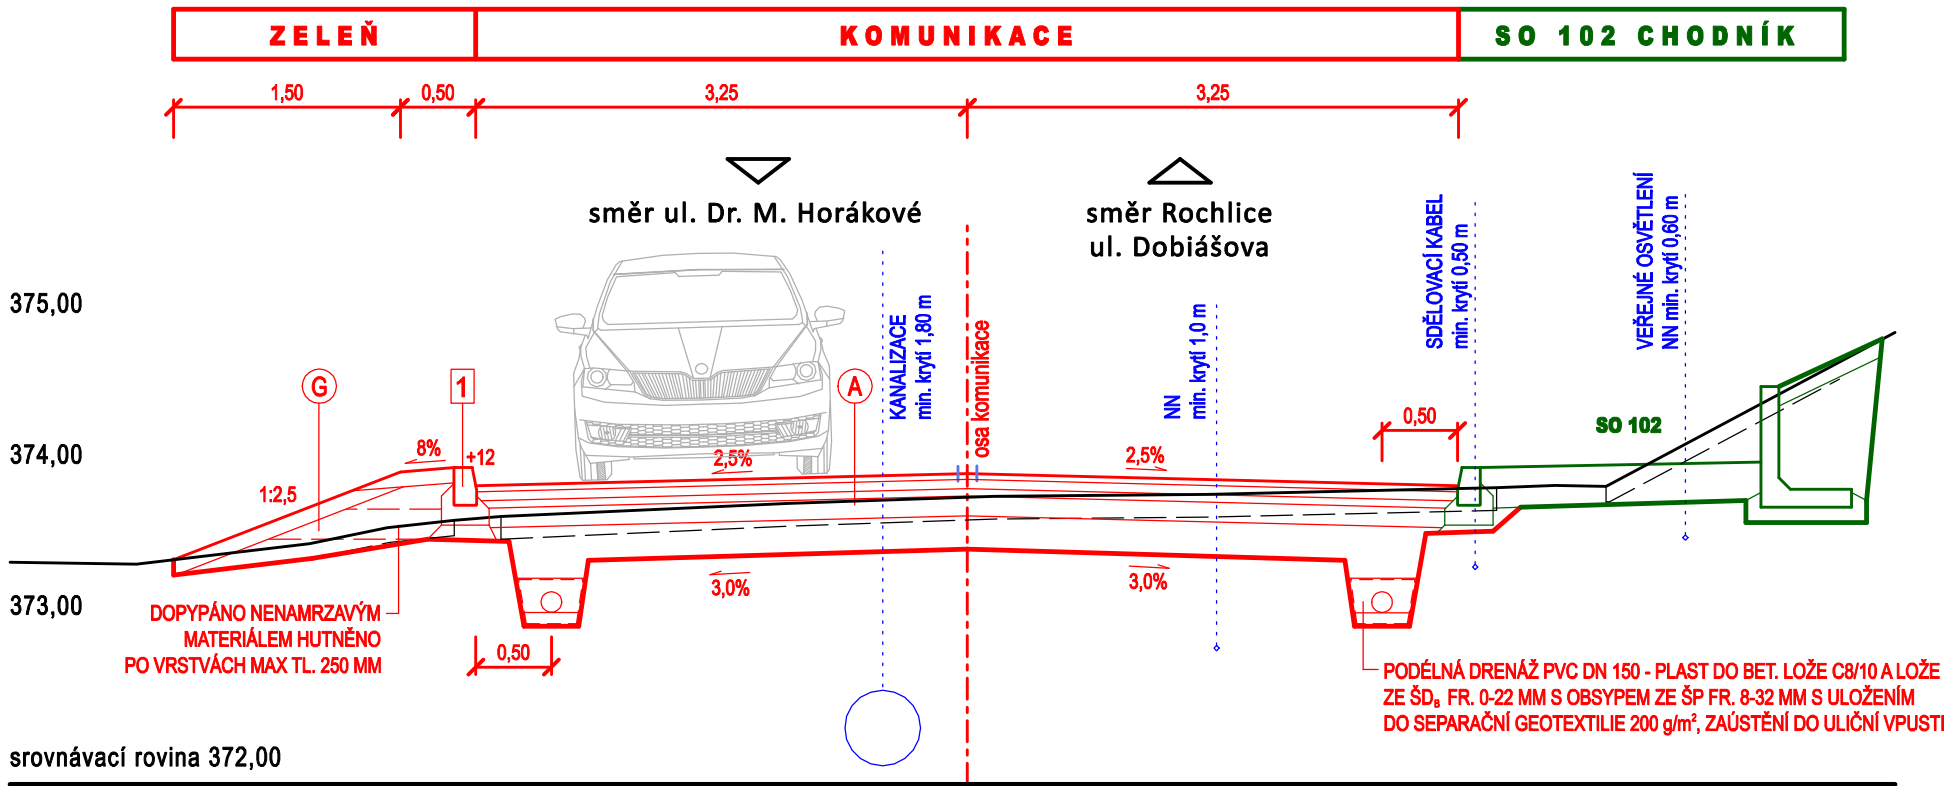 ZELEŇ
KOMUNIKACE
SO 102 CHODNÍK
1,50
0,50
3,25
3,25
směr ul. Dr. M. Horákové
směr Rochlice
ul. Dobiášova
375,00
374,00
373,00
KANALIZACE
min. krytí 1,80 m
osa komunikace
NN
min. krytí 1,0 m
SDĚLOVACÍ KABEL
min. krytí 0,50 m
VEŘEJNÉ OSVĚTLENÍ
NN min. krytí 0,60 m
G
1
A
0,50
SO 102
8%
+12
2,5%
2,5%
1:2,5
3,0%
3,0%
DOPYPÁNO NENAMRZAVÝM
MATERIÁLEM HUTNĚNO
PO VRSTVÁCH MAX TL. 250 MM
0,50
PODÉLNÁ DRENÁŽ PVC DN 150 - PLAST DO BET. LOŽE C8/10 A LOŽE
ZE ŠD₈ FR. 0-22 MM S OBSYPEM ZE ŠP FR. 8-32 MM S ULOŽENÍM
DO SEPARAČNÍ GEOTEXTILIE 200 g/m², ZAÚSTĚNÍ DO ULIČNÍ VPUSTI
srovnávací rovina 372,00